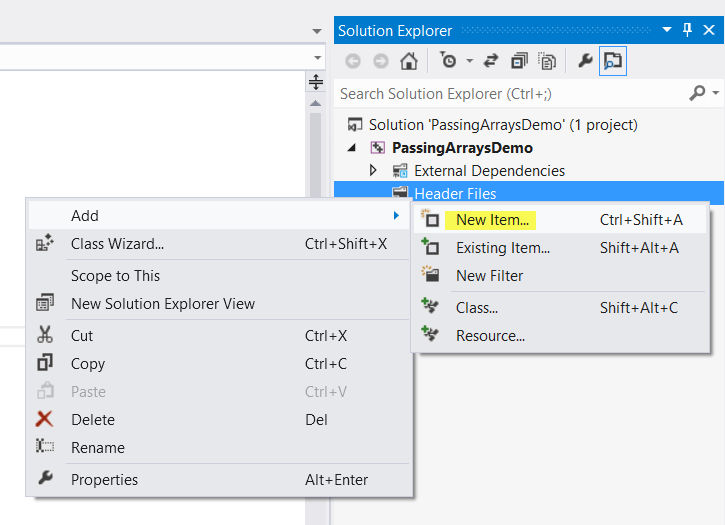 Solution Explorer
Search Solution Explorer (Ctrl+;)
Solution 'PassingArraysDemo' (1 project)
PassingArraysDemo
External Dependencies
Header Files
Add
Class Wizard... Ctrl+Shift+X
Scope to This
New Solution Explorer View
Cut Ctrl+X
Copy Ctrl+C
Paste Ctrl+V
Delete Del
Rename
Properties Alt+Enter
New Item... Ctrl+Shift+A
Existing Item... Shift+Alt+A
New Filter
Class... Shift+Alt+C
Resource...